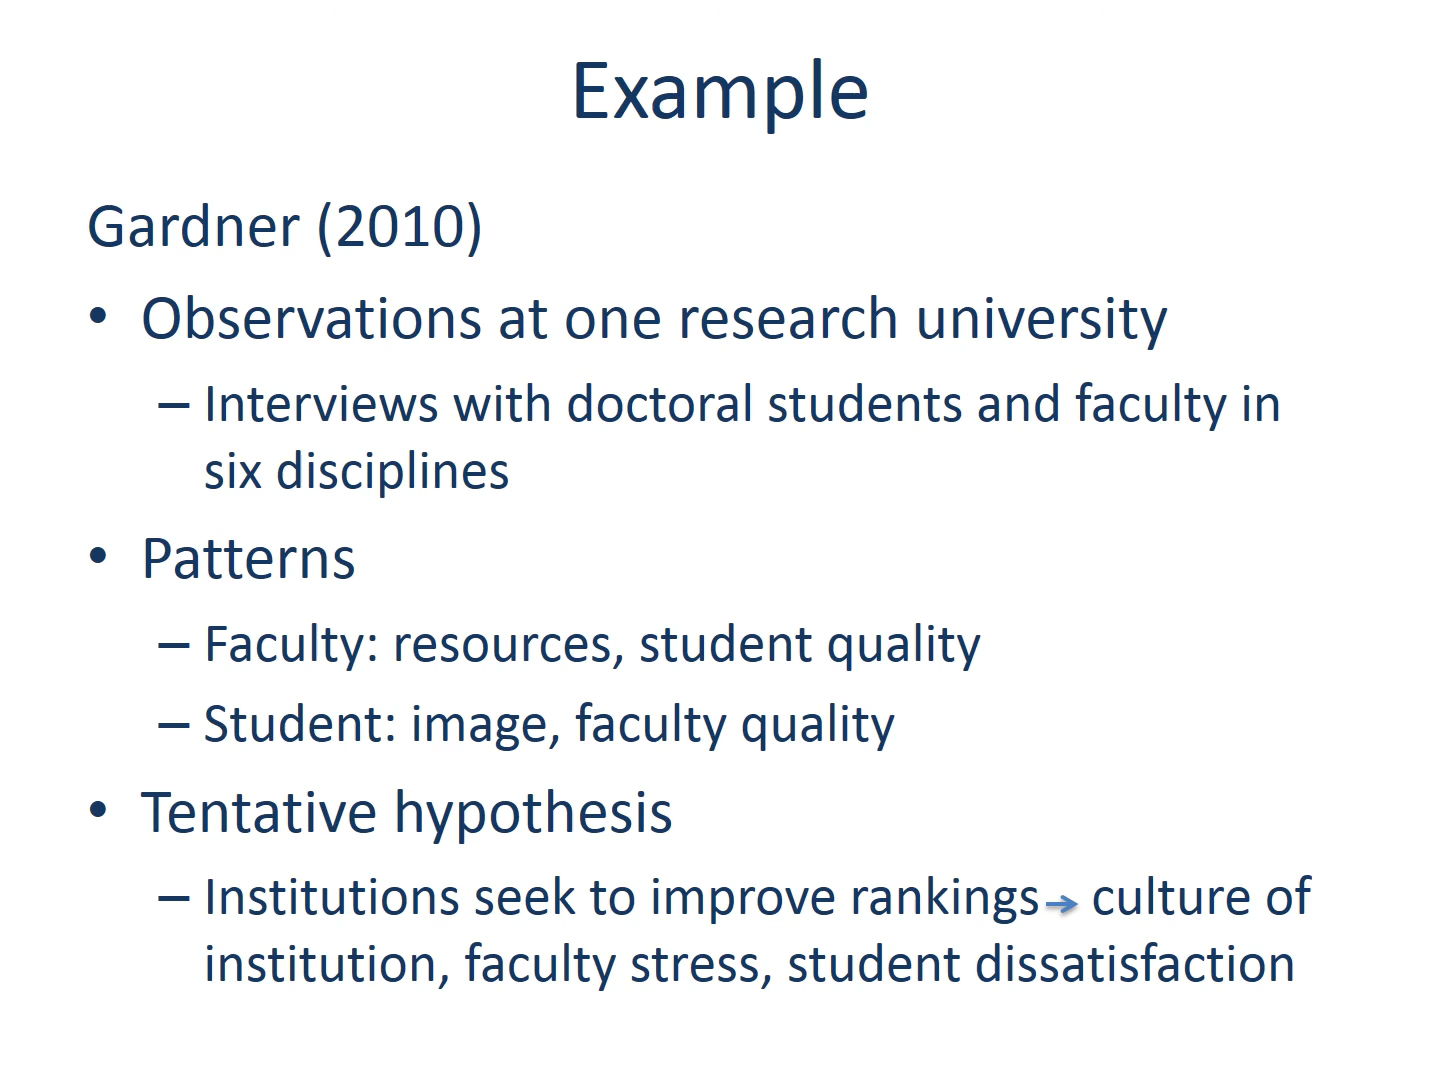 Example
Gardner (2010)
• Observations at one research university
– Interviews with doctoral students and faculty in
six disciplines
• Patterns
– Faculty: resources, student quality
– Student: image, faculty quality
• Tentative hypothesis
– Institutions seek to improve rankings → culture of
institution, faculty stress, student dissatisfaction